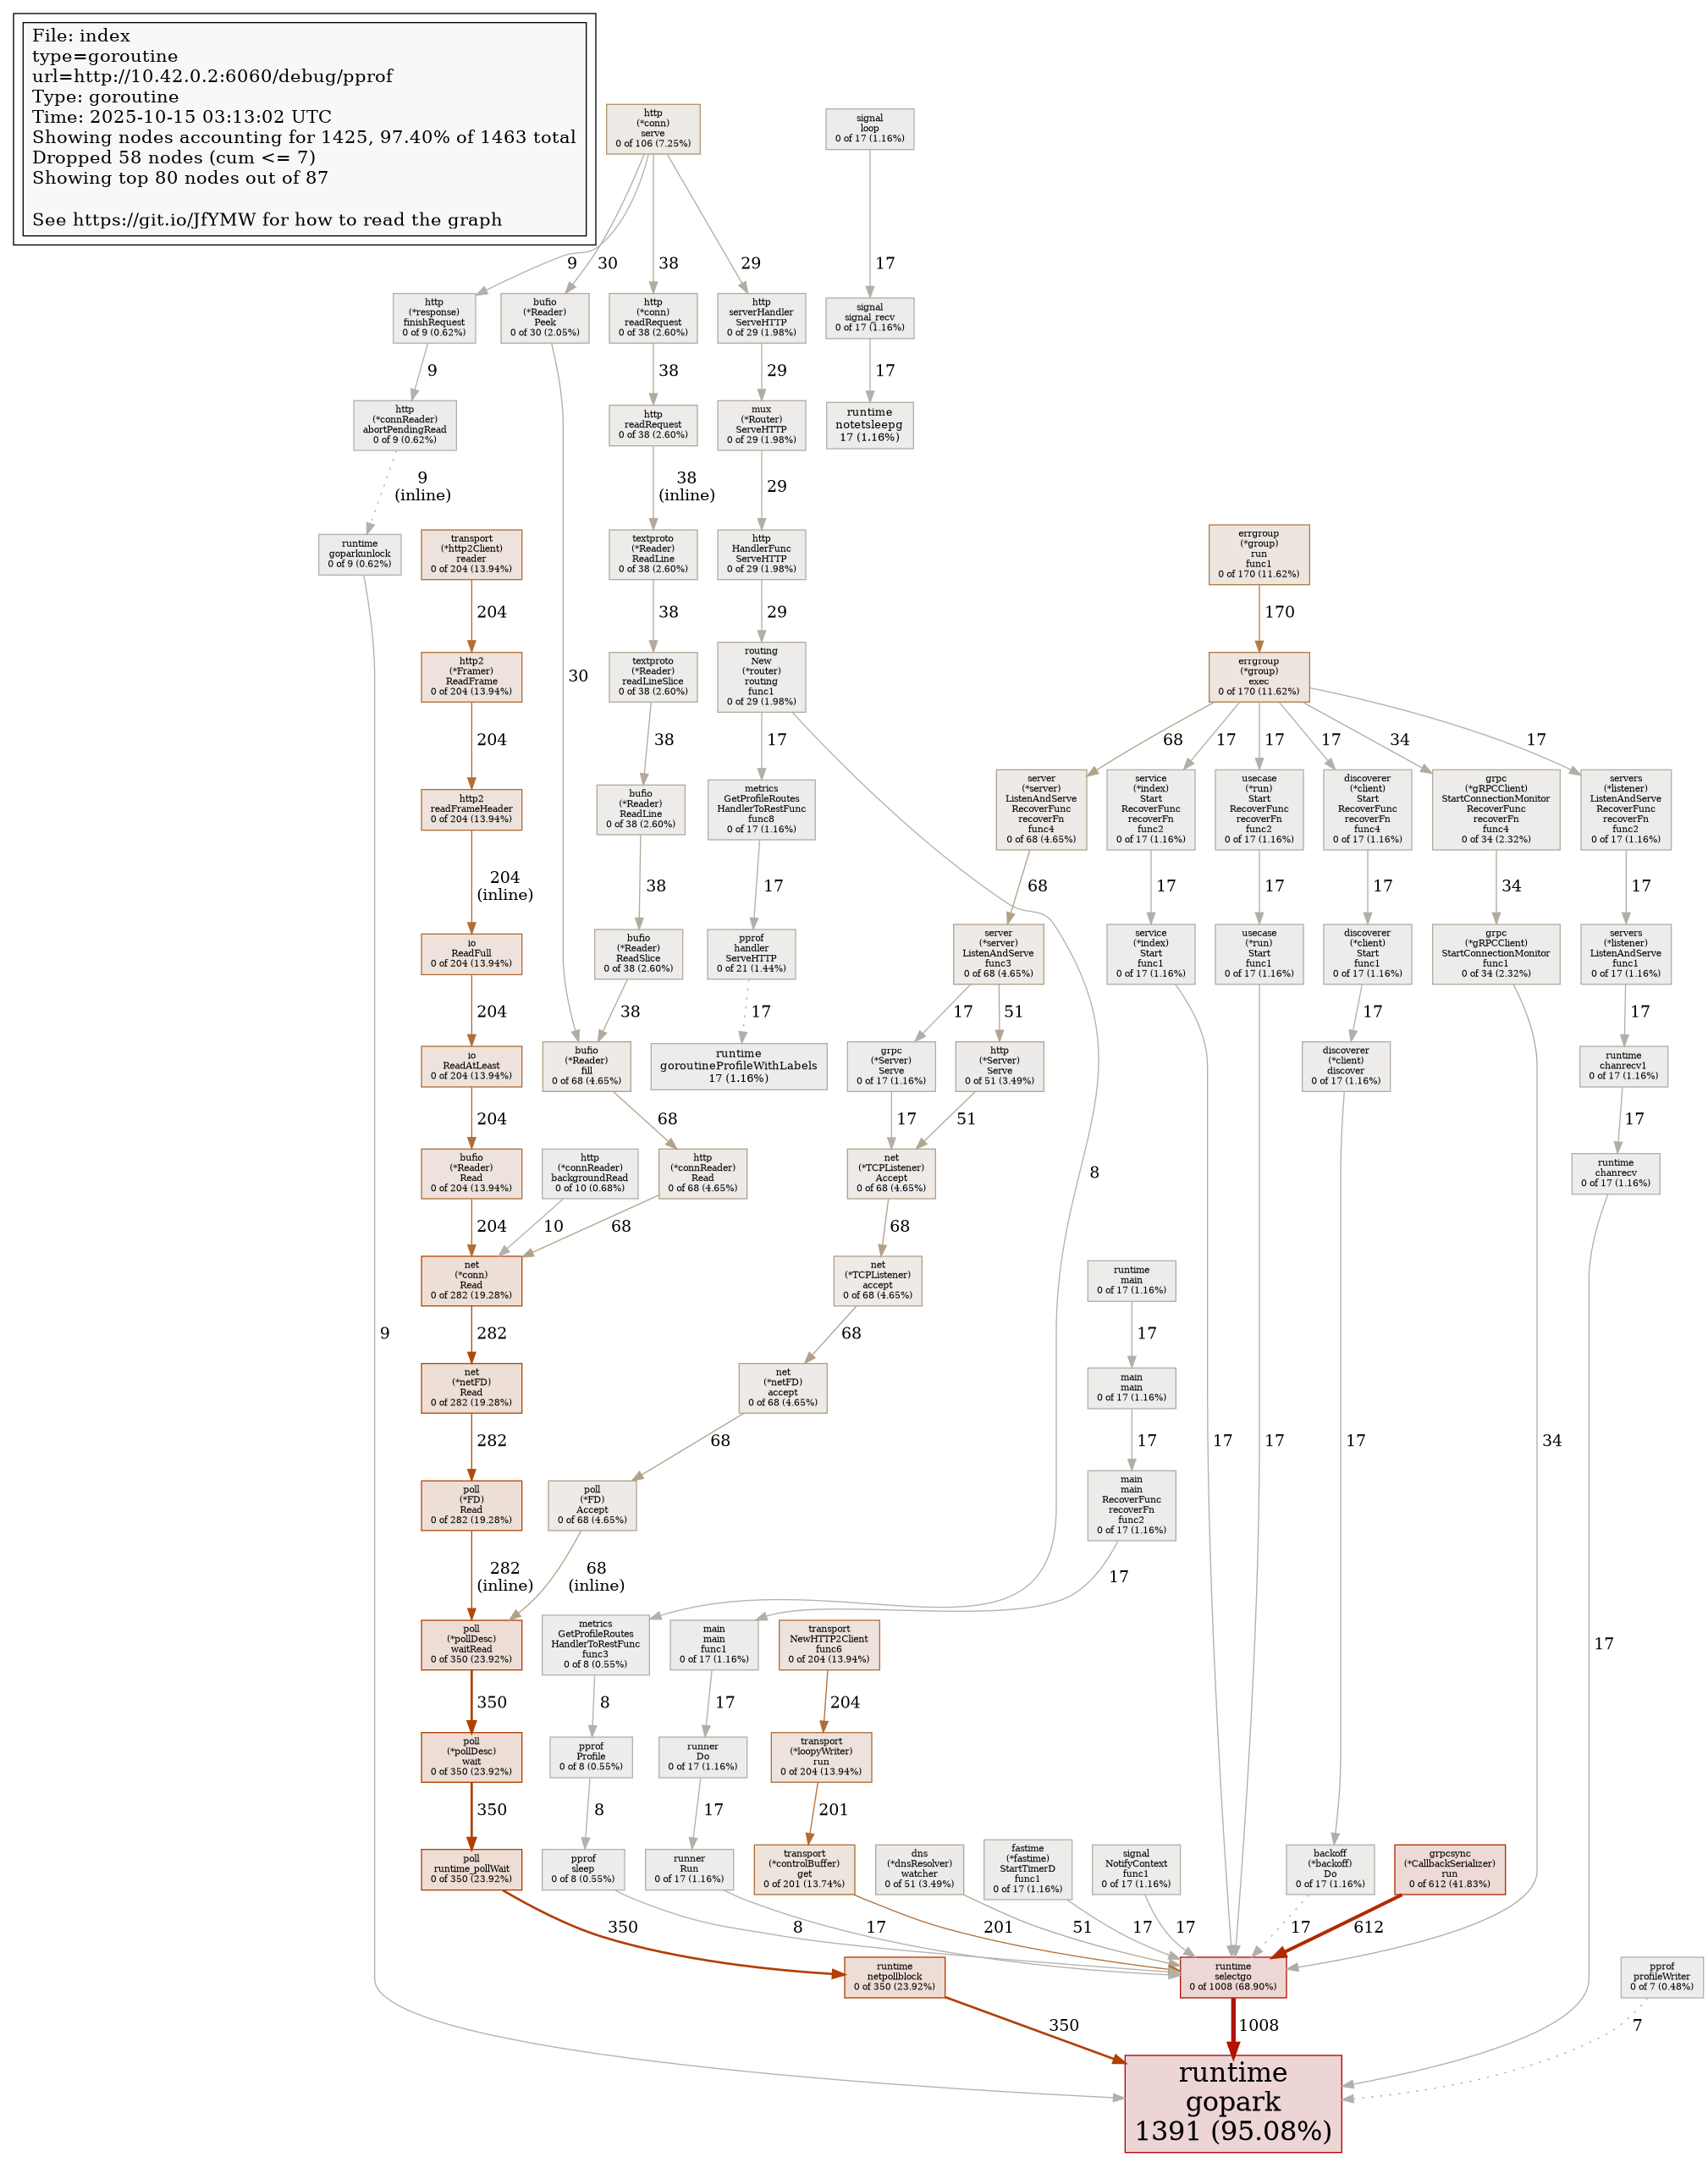 File: index
type=goroutine
url=http://10.42.0.2:6060/debug/pprof
Type: goroutine
Time: 2025-10-15 03:13:02 UTC
Showing nodes accounting for 1425, 97.40% of 1463 total
Dropped 58 nodes (cum <= 7)
Showing top 80 nodes out of 87
See https://git.io/JfYMW for how to read the graph
http
(*conn)
serve
0 of 106 (7.25%)
signal
loop
0 of 17 (1.16%)
9
30
38
29
17
http
(*response)
finishRequest
0 of 9 (0.62%)
bufio
(*Reader)
Peek
0 of 30 (2.05%)
http
(*conn)
readRequest
0 of 38 (2.60%)
http
serverHandler
ServeHTTP
0 of 29 (1.98%)
signal
signal_recv
0 of 17 (1.16%)
9
38
29
17
http
(*connReader)
abortPendingRead
0 of 9 (0.62%)
http
readRequest
0 of 38 (2.60%)
mux
(*Router)
ServeHTTP
0 of 29 (1.98%)
runtime
notetsleepg
17 (1.16%)
9
(inline)
38
(inline)
29
runtime
goparkunlock
0 of 9 (0.62%)
transport
(*http2Client)
reader
0 of 204 (13.94%)
textproto
(*Reader)
ReadLine
0 of 38 (2.60%)
http
HandlerFunc
ServeHTTP
0 of 29 (1.98%)
errgroup
(*group)
run
func1
0 of 170 (11.62%)
204
38
29
170
30
http2
(*Framer)
ReadFrame
0 of 204 (13.94%)
textproto
(*Reader)
readLineSlice
0 of 38 (2.60%)
routing
New
(*router)
routing
func1
0 of 29 (1.98%)
errgroup
(*group)
exec
0 of 170 (11.62%)
204
38
17
68
17
17
17
34
17
http2
readFrameHeader
0 of 204 (13.94%)
bufio
(*Reader)
ReadLine
0 of 38 (2.60%)
metrics
GetProfileRoutes
HandlerToRestFunc
func8
0 of 17 (1.16%)
server
(*server)
ListenAndServe
RecoverFunc
recoverFn
func4
0 of 68 (4.65%)
service
(*index)
Start
RecoverFunc
recoverFn
func2
0 of 17 (1.16%)
usecase
(*run)
Start
RecoverFunc
recoverFn
func2
0 of 17 (1.16%)
discoverer
(*client)
Start
RecoverFunc
recoverFn
func4
0 of 17 (1.16%)
grpc
(*gRPCClient)
StartConnectionMonitor
RecoverFunc
recoverFn
func4
0 of 34 (2.32%)
servers
(*listener)
ListenAndServe
RecoverFunc
recoverFn
func2
0 of 17 (1.16%)
204
(inline)
38
17
68
17
17
17
34
17
io
ReadFull
0 of 204 (13.94%)
bufio
(*Reader)
ReadSlice
0 of 38 (2.60%)
pprof
handler
ServeHTTP
0 of 21 (1.44%)
server
(*server)
ListenAndServe
func3
0 of 68 (4.65%)
service
(*index)
Start
func1
0 of 17 (1.16%)
usecase
(*run)
Start
func1
0 of 17 (1.16%)
discoverer
(*client)
Start
func1
0 of 17 (1.16%)
grpc
(*gRPCClient)
StartConnectionMonitor
func1
0 of 34 (2.32%)
servers
(*listener)
ListenAndServe
func1
0 of 17 (1.16%)
204
38
17
17
51
17
17
io
ReadAtLeast
0 of 204 (13.94%)
bufio
(*Reader)
fill
0 of 68 (4.65%)
runtime
goroutineProfileWithLabels
17 (1.16%)
grpc
(*Server)
Serve
0 of 17 (1.16%)
http
(*Server)
Serve
0 of 51 (3.49%)
discoverer
(*client)
discover
0 of 17 (1.16%)
runtime
chanrecv1
0 of 17 (1.16%)
204
68
17
51
17
bufio
(*Reader)
Read
0 of 204 (13.94%)
http
(*connReader)
backgroundRead
0 of 10 (0.68%)
http
(*connReader)
Read
0 of 68 (4.65%)
net
(*TCPListener)
Accept
0 of 68 (4.65%)
8
runtime
chanrecv
0 of 17 (1.16%)
204
10
68
68
net
(*conn)
Read
0 of 282 (19.28%)
net
(*TCPListener)
accept
0 of 68 (4.65%)
runtime
main
0 of 17 (1.16%)
9
282
68
17
net
(*netFD)
Read
0 of 282 (19.28%)
net
(*netFD)
accept
0 of 68 (4.65%)
main
main
0 of 17 (1.16%)
282
68
17
17
17
17
34
poll
(*FD)
Read
0 of 282 (19.28%)
poll
(*FD)
Accept
0 of 68 (4.65%)
main
main
RecoverFunc
recoverFn
func2
0 of 17 (1.16%)
282
(inline)
68
(inline)
17
17
poll
(*pollDesc)
waitRead
0 of 350 (23.92%)
metrics
GetProfileRoutes
HandlerToRestFunc
func3
0 of 8 (0.55%)
main
main
func1
0 of 17 (1.16%)
transport
NewHTTP2Client
func6
0 of 204 (13.94%)
350
8
17
204
poll
(*pollDesc)
wait
0 of 350 (23.92%)
pprof
Profile
0 of 8 (0.55%)
runner
Do
0 of 17 (1.16%)
transport
(*loopyWriter)
run
0 of 204 (13.94%)
350
8
17
201
poll
runtime_pollWait
0 of 350 (23.92%)
pprof
sleep
0 of 8 (0.55%)
runner
Run
0 of 17 (1.16%)
transport
(*controlBuffer)
get
0 of 201 (13.74%)
dns
(*dnsResolver)
watcher
0 of 51 (3.49%)
fastime
(*fastime)
StartTimerD
func1
0 of 17 (1.16%)
signal
NotifyContext
func1
0 of 17 (1.16%)
backoff
(*backoff)
Do
0 of 17 (1.16%)
grpcsync
(*CallbackSerializer)
run
0 of 612 (41.83%)
350
8
17
201
51
17
17
17
612
runtime
netpollblock
0 of 350 (23.92%)
runtime
selectgo
0 of 1008 (68.90%)
pprof
profileWriter
0 of 7 (0.48%)
350
1008
7
runtime
gopark
1391 (95.08%)